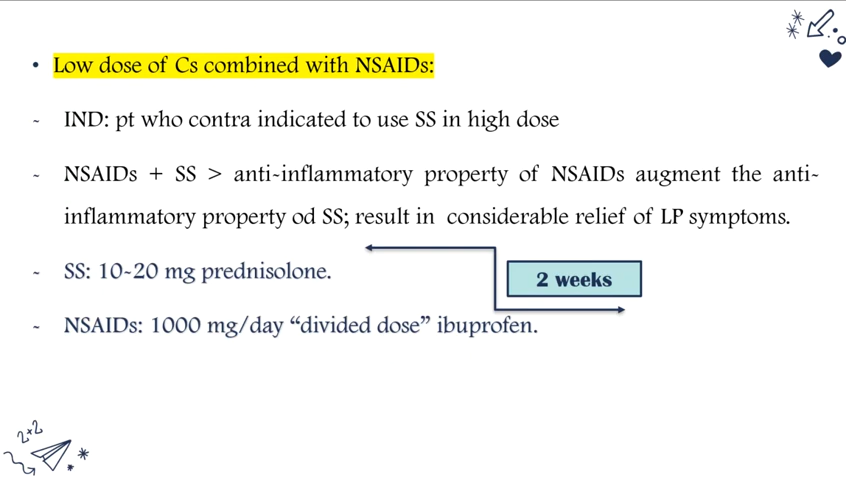 • Low dose of Cs combined with NSAIDs:
- IND: pt who contra indicated to use SS in high dose
- NSAIDs + SS > anti-inflammatory property of NSAIDs augment the anti-
inflammatory property od SS; result in considerable relief of LP symptoms.
- SS: 10-20 mg prednisolone.
2 weeks
- NSAIDs: 1000 mg/day “divided dose” ibuprofen.
2×2